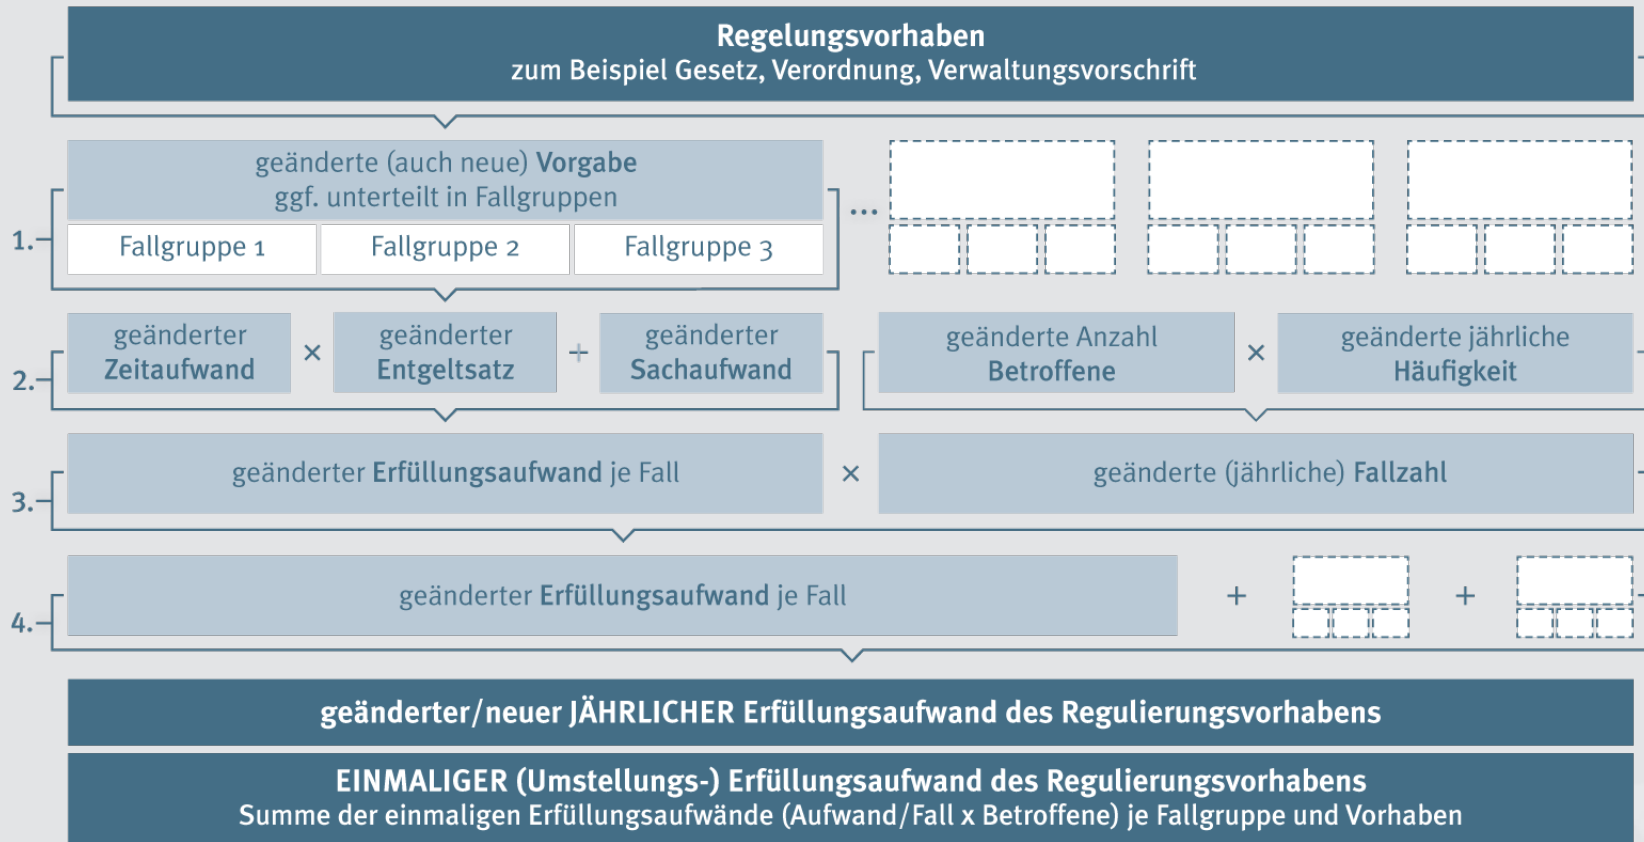 Regelungsvorhaben
zum Beispiel Gesetz, Verordnung, Verwaltungsvorschrift
geänderte (auch neue) Vorgabe
ggf. unterteilt in Fallgruppen
...
1.
Fallgruppe 1
Fallgruppe 2
Fallgruppe 3
geänderter
Zeitaufwand
×
geänderter
Entgeltsatz
+
geänderter
Sachaufwand
geänderte Anzahl
Betroffene
×
geänderte jährliche
Häufigkeit
2.
geänderter Erfüllungsaufwand je Fall
×
geänderte (jährliche) Fallzahl
3.
geänderter Erfüllungsaufwand je Fall
+
+
4.
geänderter/neuer JÄHRLICHER Erfüllungsaufwand des Regulierungsvorhabens
EINMALIGER (Umstellungs-) Erfüllungsaufwand des Regulierungsvorhabens
Summe der einmaligen Erfüllungsaufwände (Aufwand/Fall x Betroffene) je Fallgruppe und Vorhaben